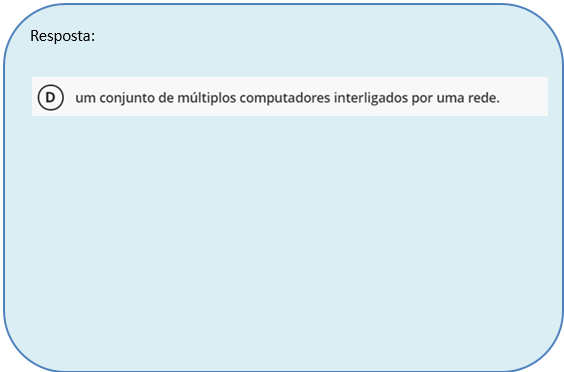 Resposta:
D um conjunto de múltiplos computadores interligados por uma rede.